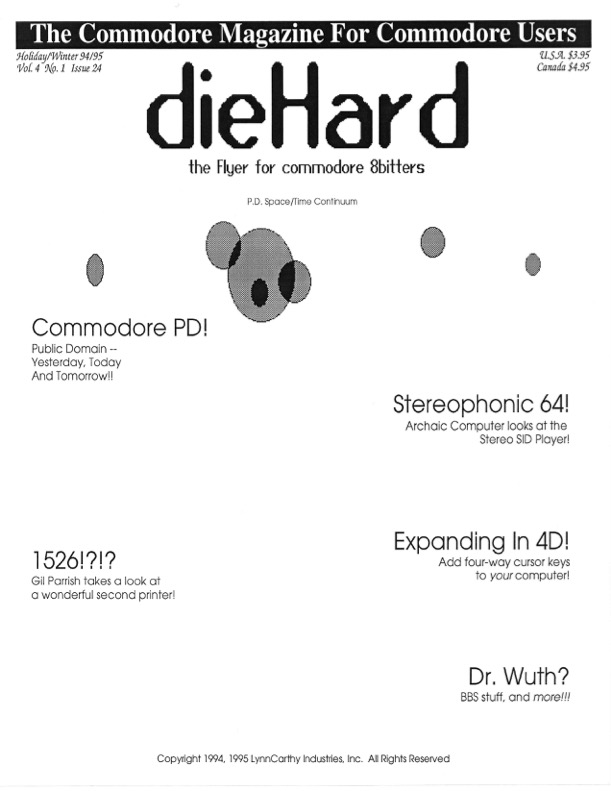 The Commodore Magazine For Commodore Users
Holiday/Winter 94/95
Vol. 4 No. 1 Issue 24
U.S.A. $3.95
Canada $4.95
dieHard
the Flyer for commodore 8bitters
P.D. Space/Time Continuum
Commodore PD!
Public Domain --
Yesterday, Today
And Tomorrow!!
Stereophonic 64!
Archaic Computer looks at the
Stereo SID Player!
Expanding In 4D!
Add four-way cursor keys
to your computer!
1526!?!?
Gil Parrish takes a look at
a wonderful second printer!
Dr. Wuth?
BBS stuff, and more!!!
Copyright 1994, 1995 LynnCarthy Industries, Inc. All Rights Reserved